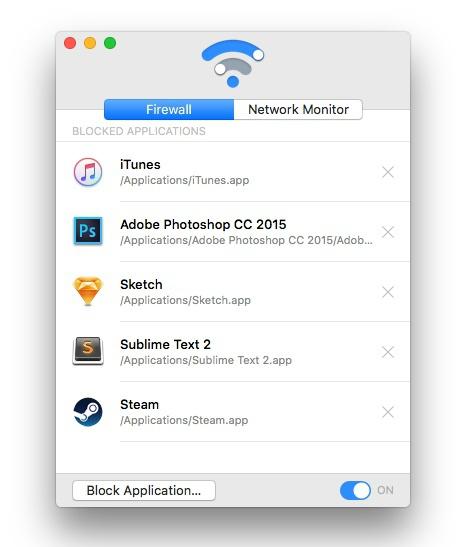 Firewall
Network Monitor
BLOCKED APPLICATIONS
iTunes
/Applications/iTunes.app
Ps
Adobe Photoshop CC 2015
/Applications/Adobe Photoshop CC 2015/Adob...
Sketch
/Applications/Sketch.app
S
Sublime Text 2
/Applications/Sublime Text 2.app
Steam
/Applications/Steam.app
Block Application...
ON